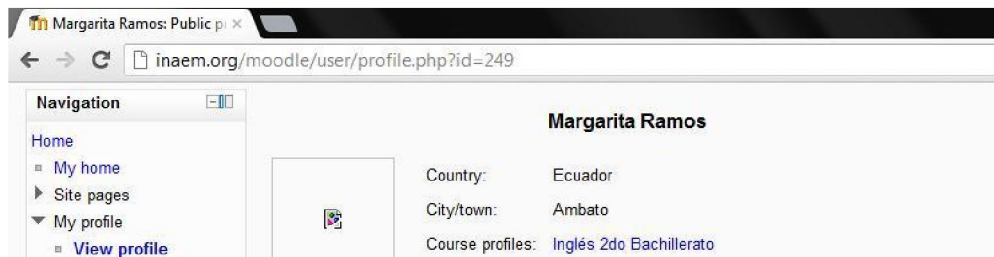 Margarita Ramos: Public p
inaem.org/moodle/user/profile.php?id=249
Navigation
Home
My home
Site pages
My profile
View profile
Margarita Ramos
Country: Ecuador
City/town: Ambato
Course profiles: Inglés 2do Bachillerato